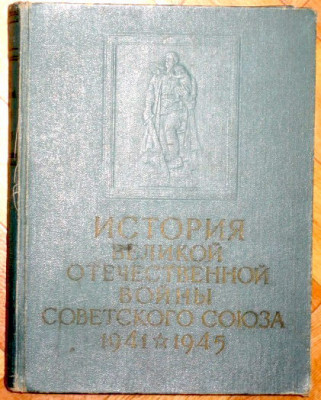 ИСТОРИЯ
ВЕЛИКОЙ
ОТЕЧЕСТВЕННОЙ
ВОЙНЫ
СОВЕТСКОГО СОЮЗА
1941 ★ 1945